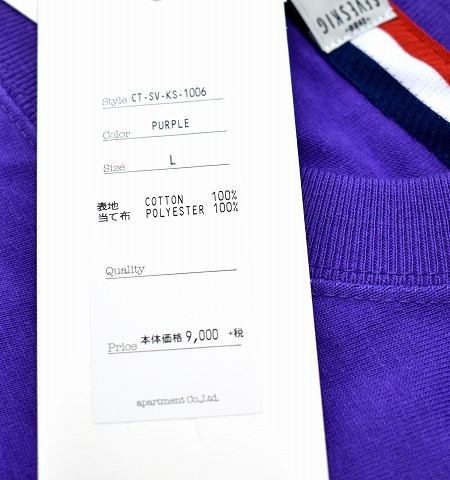 SEVESKIG
Style CT-SV-KS-1006
Color PURPLE
Size L
表地 COTTON 100%
当て布 POLYESTER 100%
Quality
Price 本体価格 9,000 +税
apartment Co.,Ltd.